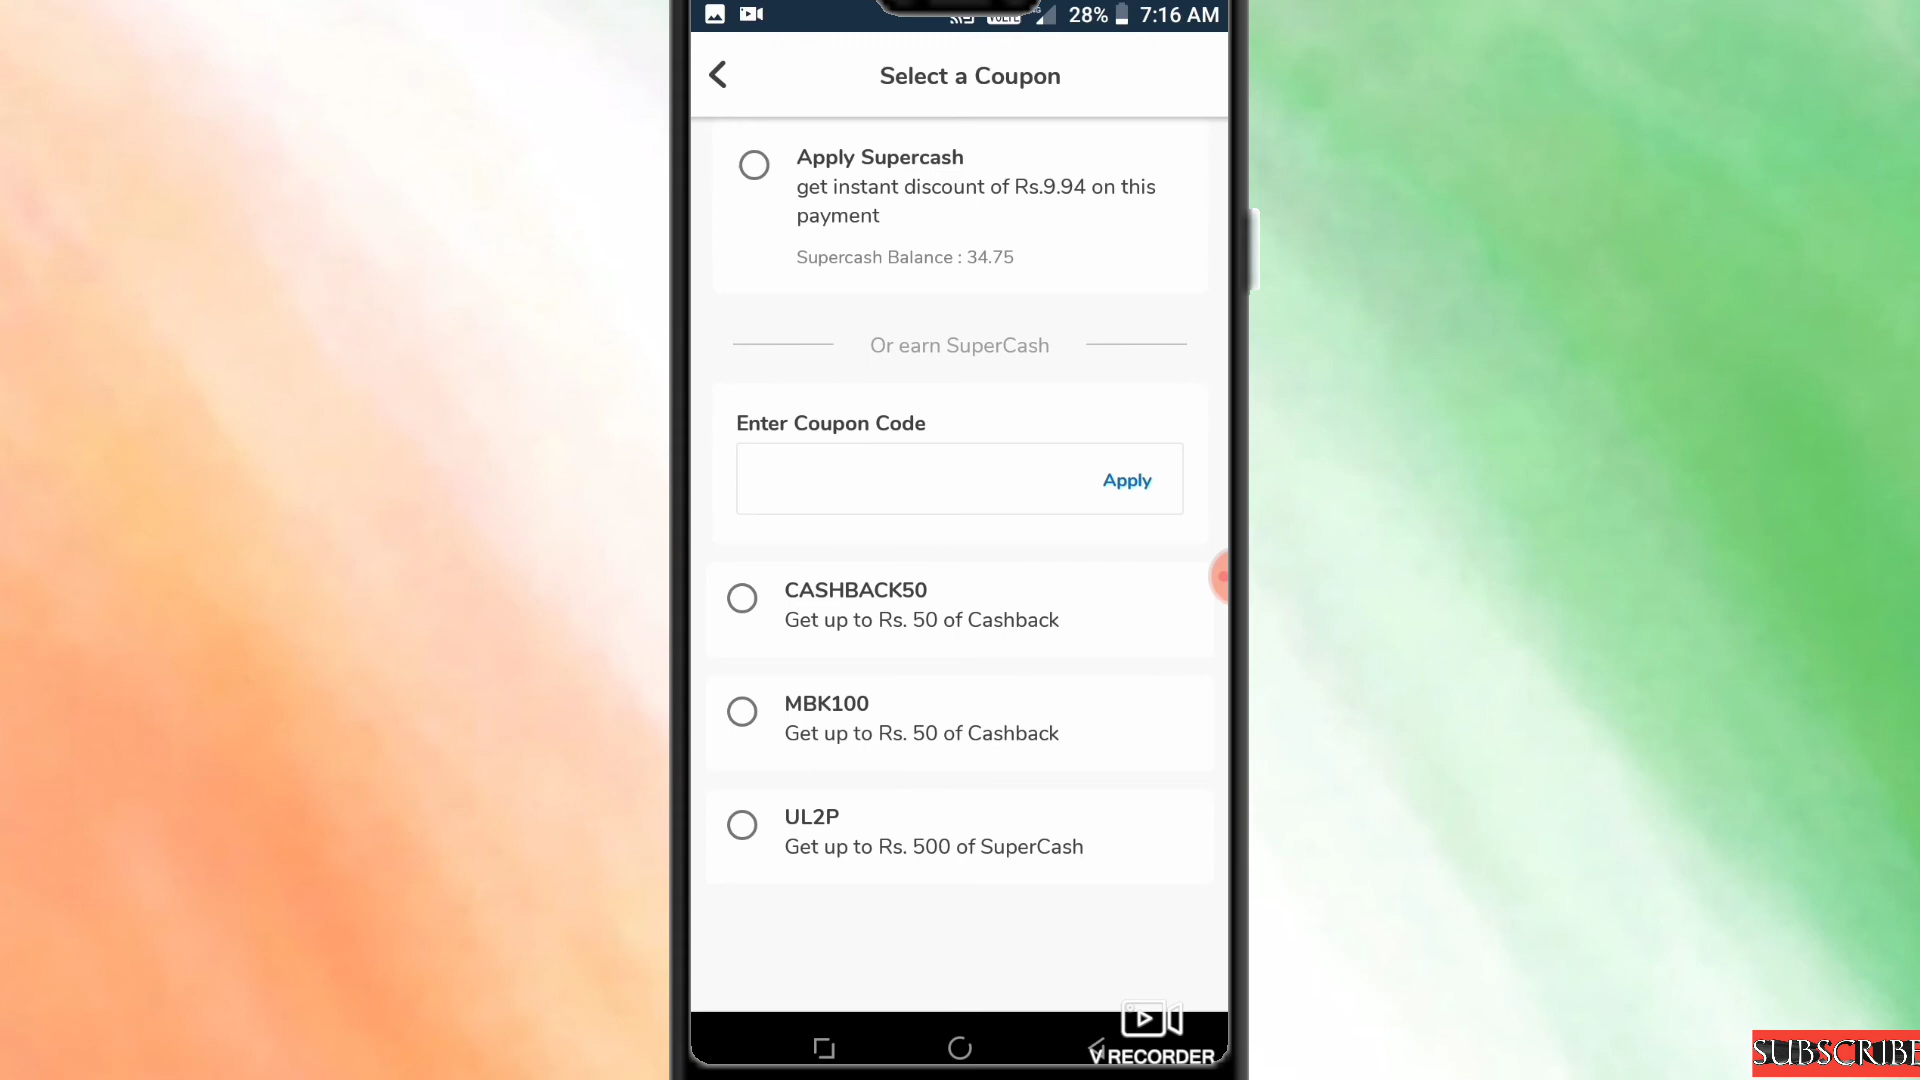 28% 7:16 AM
Select a Coupon
Apply Supercash
get instant discount of Rs.9.94 on this
payment
Supercash Balance : 34.75
Or earn SuperCash
Enter Coupon Code
Apply
CASHBACK50
Get up to Rs. 50 of Cashback
MBK100
Get up to Rs. 50 of Cashback
UL2P
Get up to Rs. 500 of SuperCash
V RECORDER
SUBSCRIBE